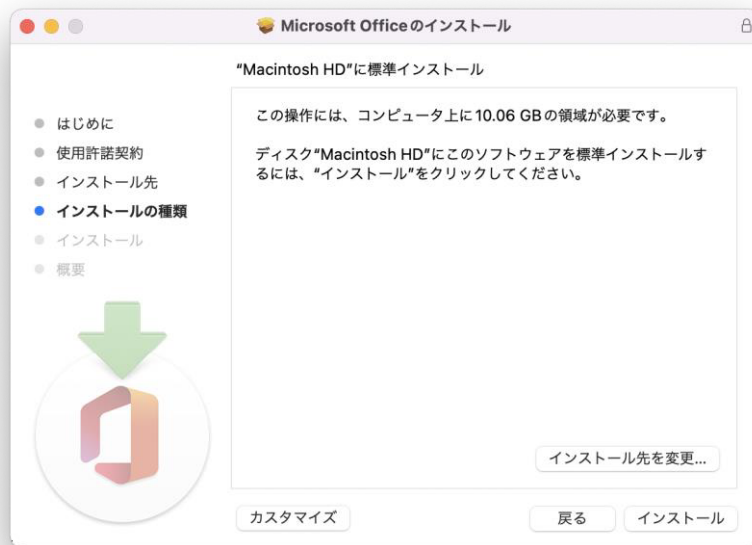 Microsoft Officeのインストール
“Macintosh HD”に標準インストール
はじめに
使用許諾契約
インストール先
インストールの種類
インストール
概要
この操作には、コンピュータ上に10.06 GBの領域が必要です。
ディスク“Macintosh HD”にこのソフトウェアを標準インストールす
るには、“インストール”をクリックしてください。
インストール先を変更...
カスタマイズ
戻る
インストール